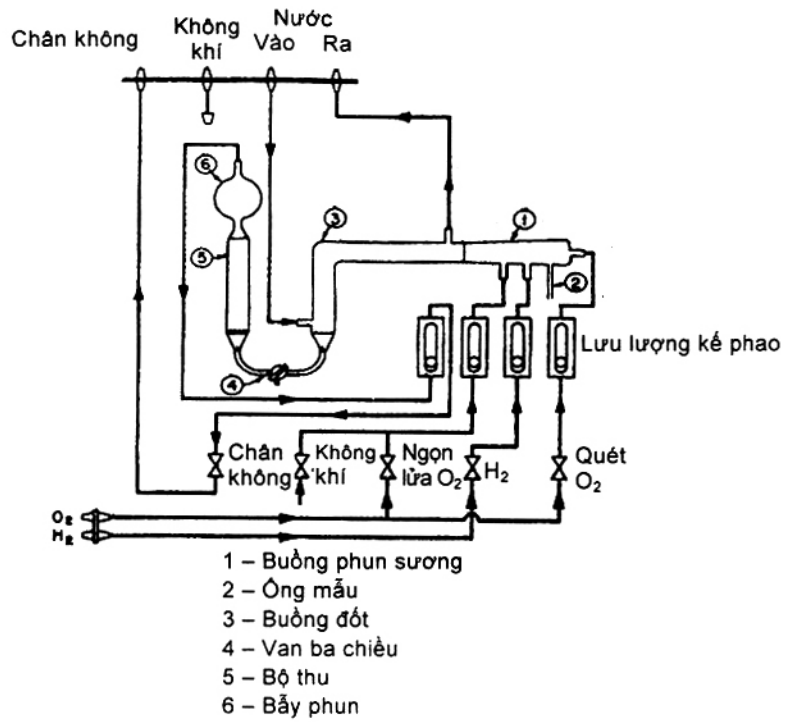 Chân không
Không
khí
Nước
Vào
Ra
6
3
1
5
2
4
Lưu lượng kế phao
Chân
không
Không
khí
Ngọn
lửa O2
H2
Quét
O2
O2
H2
1 – Buồng phun sương
2 – Ông mẫu
3 – Buồng đốt
4 – Van ba chiều
5 – Bộ thu
6 – Bẫy phun